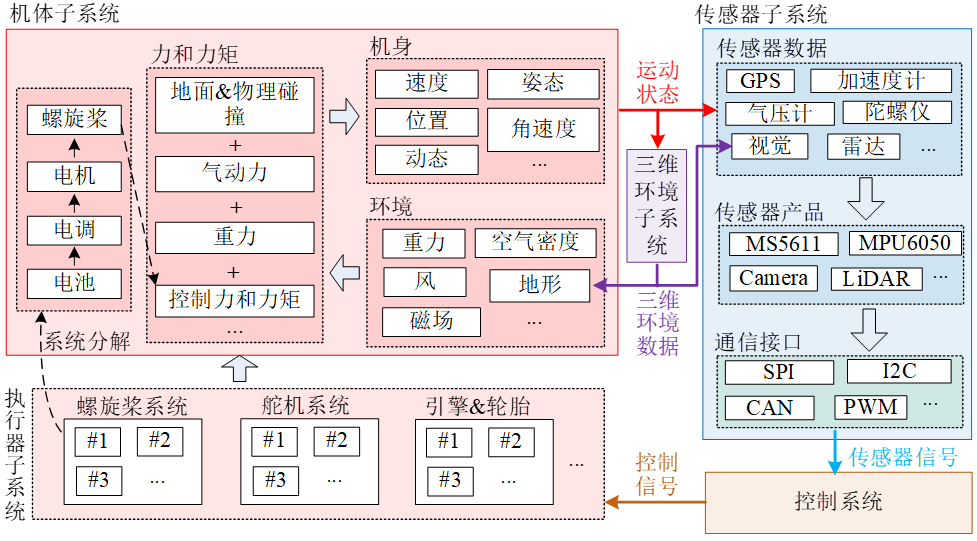 机体子系统
力和力矩
地面&物理碰
撞
+
气动力
+
重力
+
控制力和力矩
...
螺旋桨
电机
电调
电池
系统分解
机身
速度
姿态
位置
角速度
动态
...
环境
重力
空气密度
风
地形
磁场
...
运动
状态
三维
环境
子系
统
三维
环境
数据
传感器子系统
传感器数据
GPS
加速度计
气压计
陀螺仪
视觉
雷达
...
传感器产品
MS5611
MPU6050
Camera
LiDAR
...
通信接口
SPI
I2C
CAN
PWM
...
传感器信号
控制系统
控制
信号
执行器子系统
螺旋桨系统
#1
#2
#3
...
舵机系统
#1
#2
#3
...
引擎&轮胎
#1
#2
#3
...
...